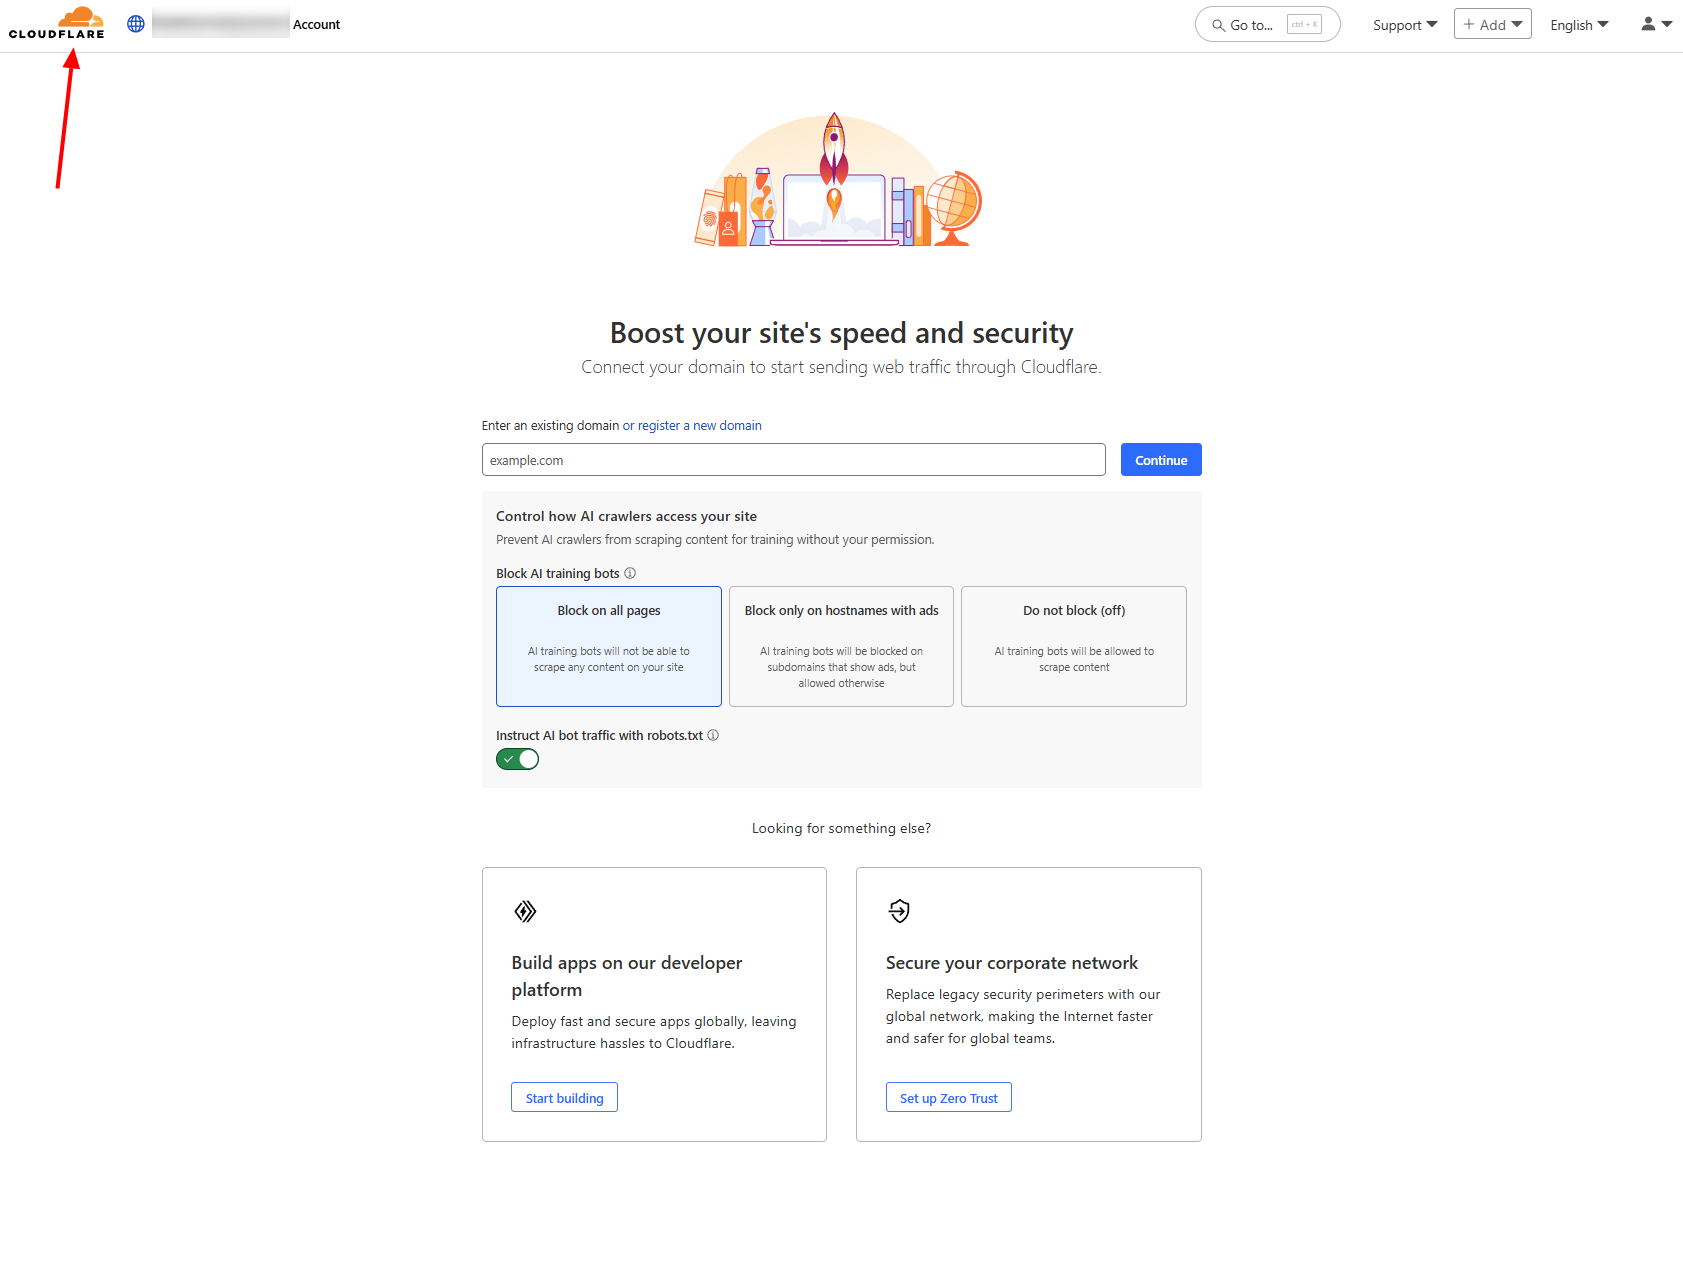 CLOUDFLARE
Account
Go to...
ctrl + K
Support
+ Add
English
Boost your site's speed and security
Connect your domain to start sending web traffic through Cloudflare.
Enter an existing domain or register a new domain
example.com
Continue
Control how AI crawlers access your site
Prevent AI crawlers from scraping content for training without your permission.
Block AI training bots
Block on all pages
AI training bots will not be able to
scrape any content on your site
Block only on hostnames with ads
AI training bots will be blocked on
subdomains that show ads, but
allowed otherwise
Do not block (off)
AI training bots will be allowed to
scrape content
Instruct AI bot traffic with robots.txt
Looking for something else?
Build apps on our developer
platform
Deploy fast and secure apps globally, leaving
infrastructure hassles to Cloudflare.
Start building
Secure your corporate network
Replace legacy security perimeters with our
global network, making the Internet faster
and safer for global teams.
Set up Zero Trust